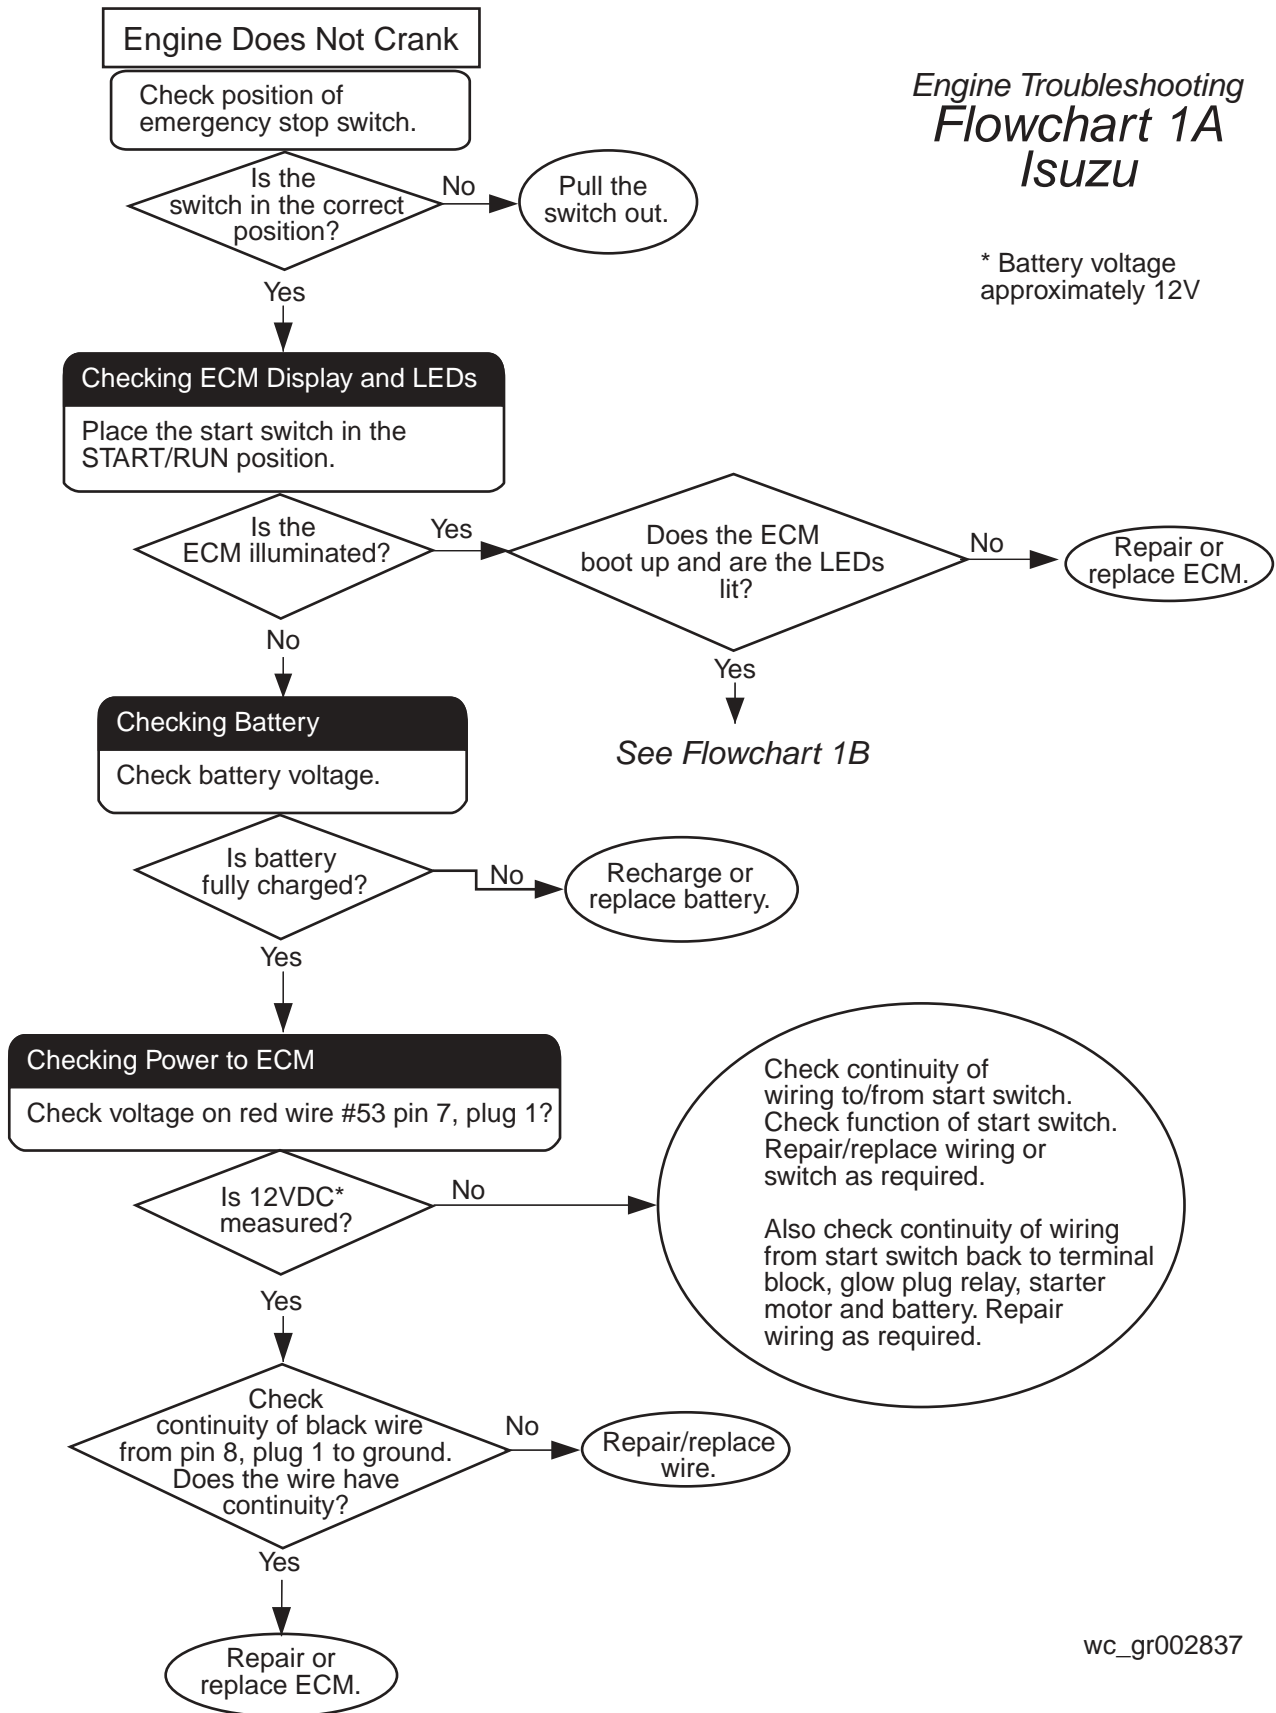 Engine Does Not Crank
Check position of
emergency stop switch.
Engine Troubleshooting
Flowchart 1A
Isuzu
* Battery voltage
approximately 12V
Is the
switch in the correct
position?
No
Pull the
switch out.
Yes
Checking ECM Display and LEDs
Place the start switch in the
START/RUN position.
Is the
ECM illuminated?
Yes
Does the ECM
boot up and are the LEDs
lit?
No
Repair or
replace ECM.
Yes
See Flowchart 1B
No
Checking Battery
Check battery voltage.
Is battery
fully charged?
No
Recharge or
replace battery.
Yes
Checking Power to ECM
Check voltage on red wire #53 pin 7, plug 1?
Is 12VDC*
measured?
No
Check continuity of
wiring to/from start switch.
Check function of start switch.
Repair/replace wiring or
switch as required.
Also check continuity of wiring
from start switch back to terminal
block, glow plug relay, starter
motor and battery. Repair
wiring as required.
Yes
Check
continuity of black wire
from pin 8, plug 1 to ground.
Does the wire have
continuity?
No
Repair/replace
wire.
Yes
Repair or
replace ECM.
wc_gr002837